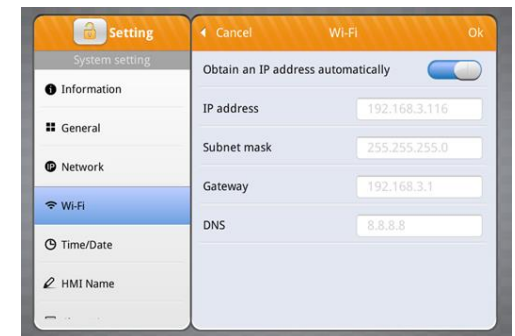 Setting
System setting
Information
General
Network
Wi-Fi
Time/Date
HMI Name
Cancel
Wi-Fi
Ok
Obtain an IP address automatically
IP address
192.168.3.116
Subnet mask
255.255.255.0
Gateway
192.168.3.1
DNS
8.8.8.8